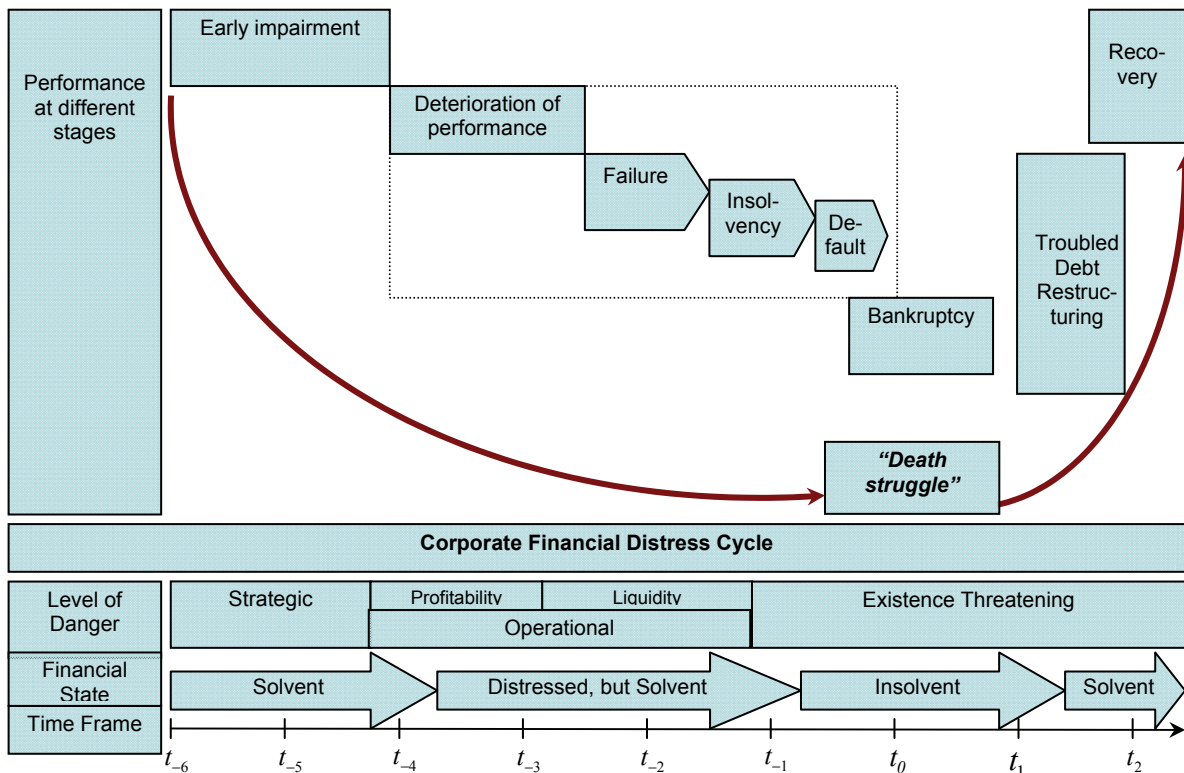 Performance
at different
stages
Early impairment
Deterioration of
performance
Failure
Insol-
vency
De-
fault
Bankruptcy
Troubled
Debt
Restruc-
turing
Reco-
very
“Death
struggle”
Corporate Financial Distress Cycle
Level of
Danger
Strategic
Profitability
Liquidity
Operational
Existence Threatening
Financial
State
Solvent
Distressed, but Solvent
Insolvent
Solvent
Time Frame
t₋₆ t₋₅ t₋₄ t₋₃ t₋₂ t₋₁ t₀ t₁ t₂